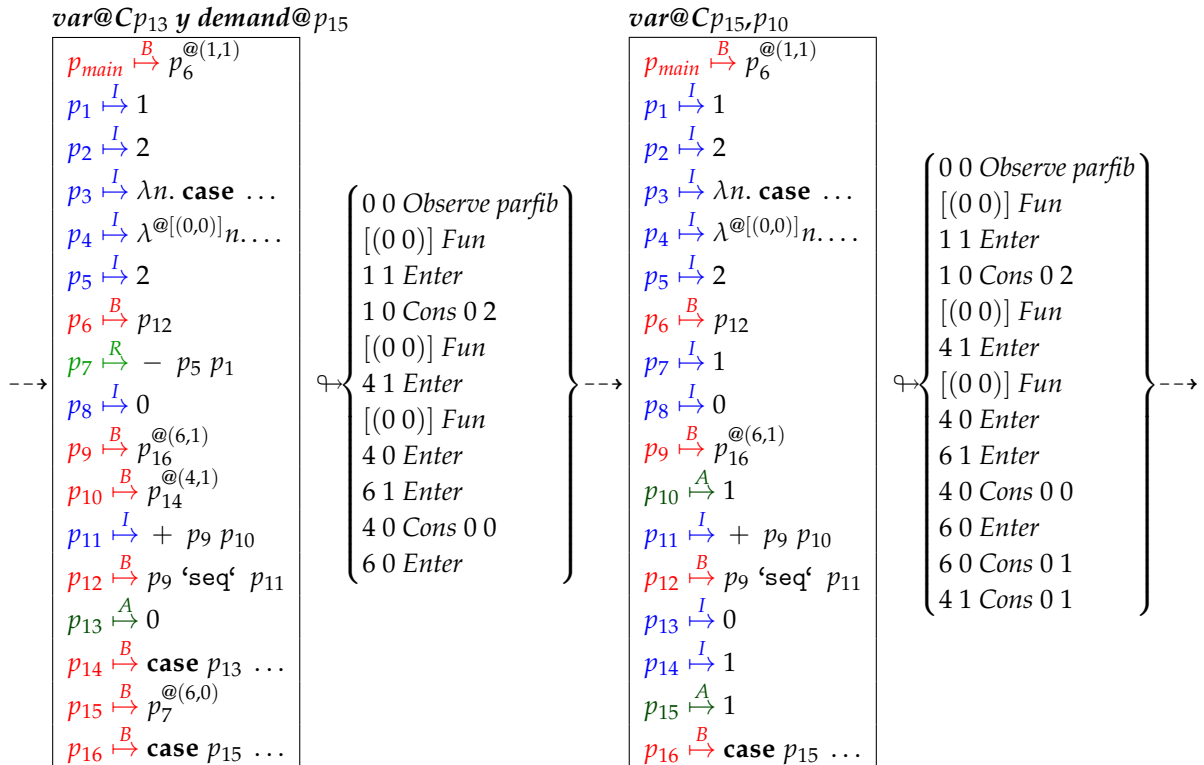 var@Cp₁₃ y demand@p₁₅
p_main ↦^B p₆^@(1,1)
p₁ ↦^I 1
p₂ ↦^I 2
p₃ ↦^I λn. case …
p₄ ↦^I λ^@[(0,0)]n.…
p₅ ↦^I 2
p₆ ↦^B p₁₂
p₇ ↦^R − p₅ p₁
p₈ ↦^I 0
p₉ ↦^B p₁₆^@(6,1)
p₁₀ ↦^B p₁₄^@(4,1)
p₁₁ ↦^I + p₉ p₁₀
p₁₂ ↦^B p₉ ‘seq‘ p₁₁
p₁₃ ↦^A 0
p₁₄ ↦^B case p₁₃ …
p₁₅ ↦^B p₇^@(6,0)
p₁₆ ↦^B case p₁₅ …
0 0 Observe parfib
[(0 0)] Fun
1 1 Enter
1 0 Cons 0 2
[(0 0)] Fun
4 1 Enter
[(0 0)] Fun
4 0 Enter
6 1 Enter
4 0 Cons 0 0
6 0 Enter
var@Cp₁₅,p₁₀
p_main ↦^B p₆^@(1,1)
p₁ ↦^I 1
p₂ ↦^I 2
p₃ ↦^I λn. case …
p₄ ↦^I λ^@[(0,0)]n.…
p₅ ↦^I 2
p₆ ↦^B p₁₂
p₇ ↦^I 1
p₈ ↦^I 0
p₉ ↦^B p₁₆^@(6,1)
p₁₀ ↦^A 1
p₁₁ ↦^I + p₉ p₁₀
p₁₂ ↦^B p₉ ‘seq‘ p₁₁
p₁₃ ↦^I 0
p₁₄ ↦^I 1
p₁₅ ↦^A 1
p₁₆ ↦^B case p₁₅ …
0 0 Observe parfib
[(0 0)] Fun
1 1 Enter
1 0 Cons 0 2
[(0 0)] Fun
4 1 Enter
[(0 0)] Fun
4 0 Enter
6 1 Enter
4 0 Cons 0 0
6 0 Enter
6 0 Cons 0 1
4 1 Cons 0 1